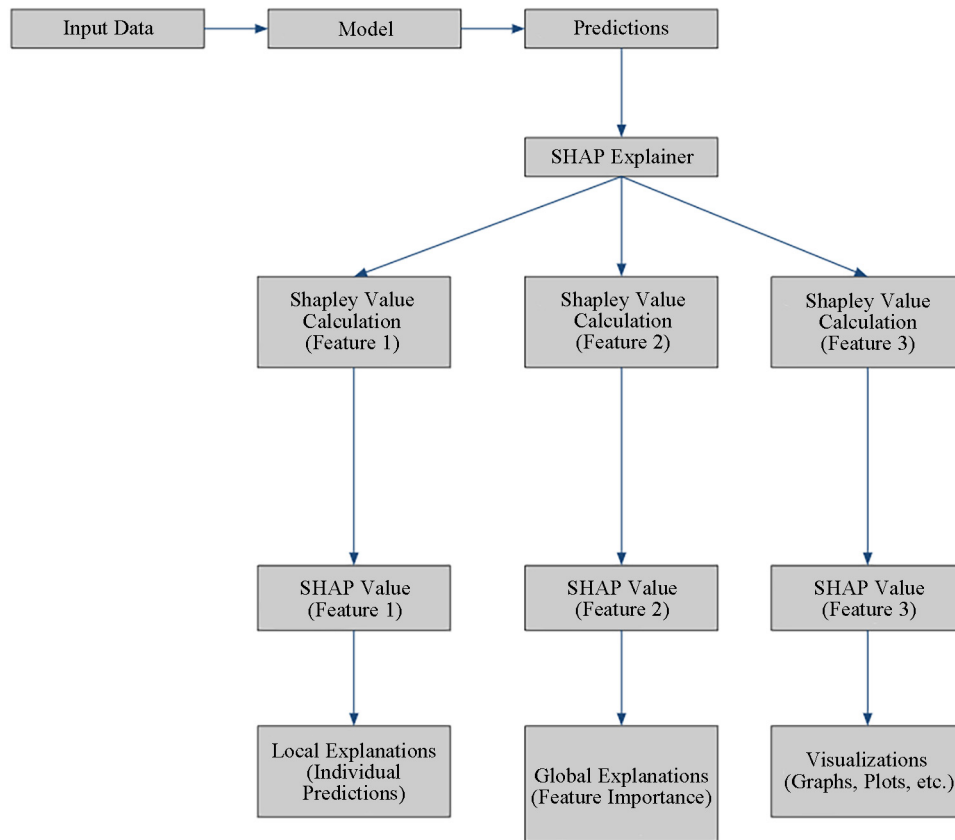 Input Data
Model
Predictions
SHAP Explainer
Shapley Value
Calculation
(Feature 1)
Shapley Value
Calculation
(Feature 2)
Shapley Value
Calculation
(Feature 3)
SHAP Value
(Feature 1)
SHAP Value
(Feature 2)
SHAP Value
(Feature 3)
Local Explanations
(Individual
Predictions)
Global Explanations
(Feature Importance)
Visualizations
(Graphs, Plots, etc.)